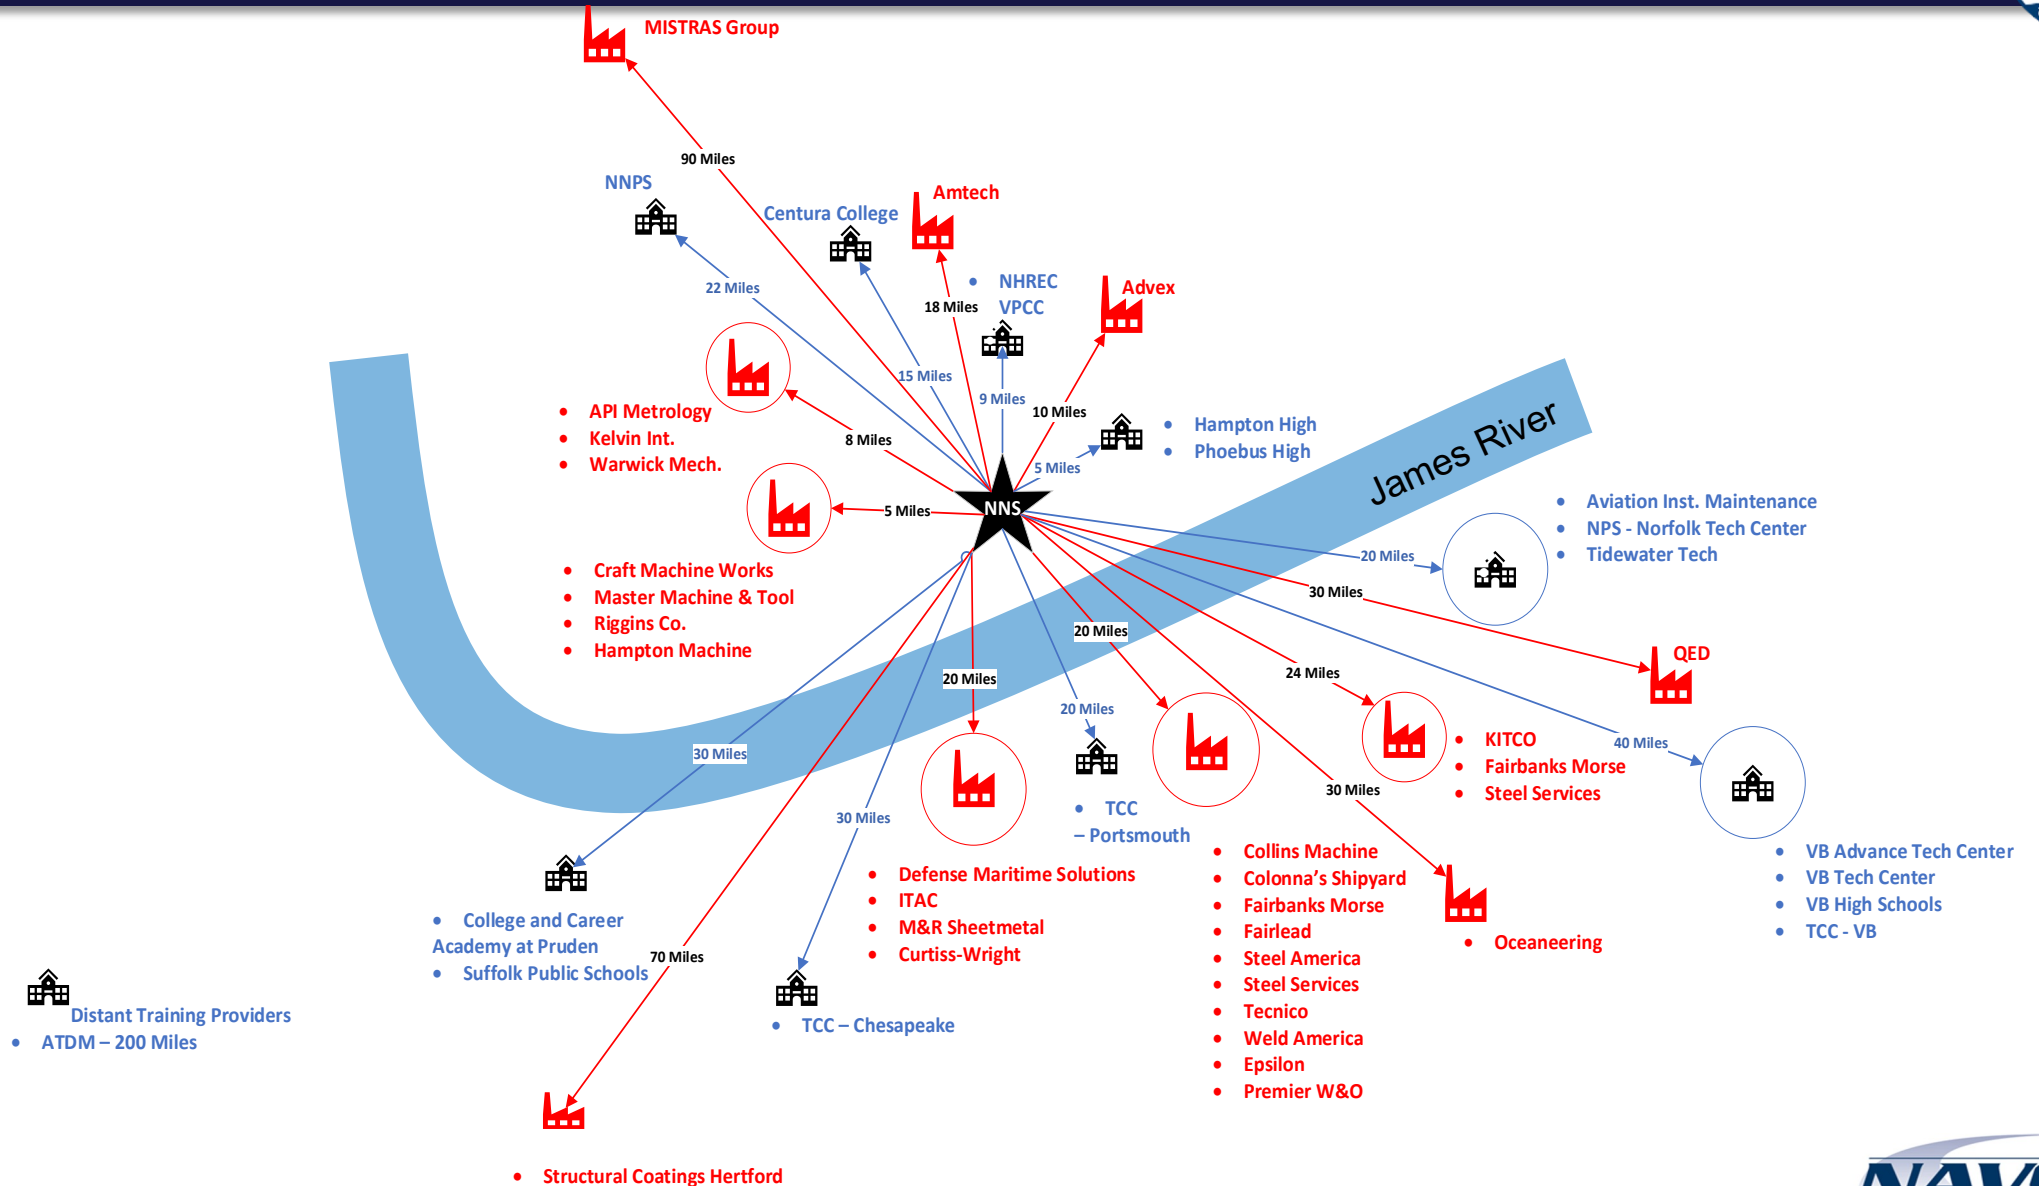 MISTRAS Group
90 Miles
NNPS
Centura College
Amtech
22 Miles
18 Miles
• NHREC
VPCC
Advex
15 Miles
9 Miles
10 Miles
• API Metrology
• Kelvin Int.
• Warwick Mech.
8 Miles
• Hampton High
• Phoebus High
5 Miles
James River
NNS
5 Miles
• Aviation Inst. Maintenance
• NPS - Norfolk Tech Center
• Tidewater Tech
20 Miles
• Craft Machine Works
• Master Machine & Tool
• Riggins Co.
• Hampton Machine
30 Miles
20 Miles
QED
24 Miles
20 Miles
20 Miles
30 Miles
40 Miles
• KITCO
• Fairbanks Morse
• Steel Services
30 Miles
30 Miles
• TCC
– Portsmouth
• Collins Machine
• Colonna’s Shipyard
• Fairbanks Morse
• Fairlead
• Steel America
• Steel Services
• Tecnico
• Weld America
• Epsilon
• Premier W&O
• VB Advance Tech Center
• VB Tech Center
• VB High Schools
• TCC - VB
• Defense Maritime Solutions
• ITAC
• M&R Sheetmetal
• Curtiss-Wright
• Oceaneering
• College and Career
Academy at Pruden
• Suffolk Public Schools
70 Miles
Distant Training Providers
• ATDM – 200 Miles
• TCC – Chesapeake
• Structural Coatings Hertford